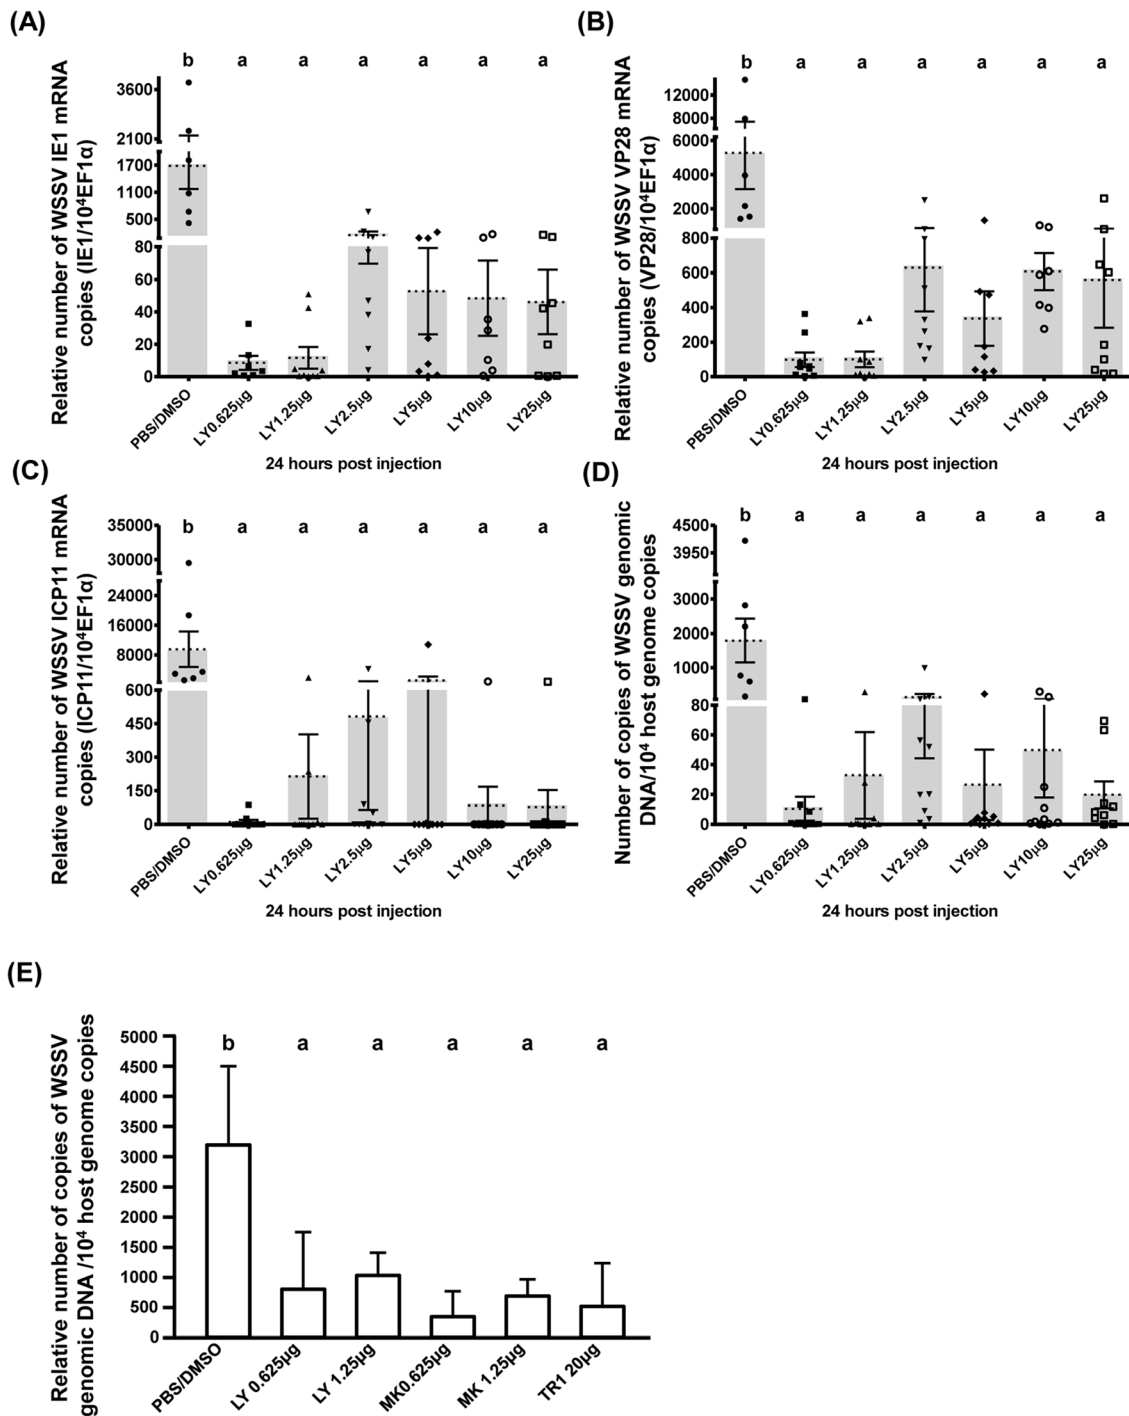 (A)
b a a a a a a
Relative number of WSSV IE1 mRNA
copies (IE1/10⁴EF1α)
3600
2100
1700
1100
500
80
60
40
20
0
PBS/DMSO LY0.625µg LY1.25µg LY2.5µg LY5µg LY10µg LY25µg
24 hours post injection
(B)
b a a a a a a
Relative number of WSSV VP28 mRNA
copies (VP28/10⁴EF1α)
12000
8000
6000
4000
2000
800
600
400
200
0
PBS/DMSO LY0.625µg LY1.25µg LY2.5µg LY5µg LY10µg LY25µg
24 hours post injection
(C)
b a a a a a a
Relative number of WSSV ICP11 mRNA
copies (ICP11/10⁴EF1α)
35000
30000
24000
16000
8000
600
450
300
150
0
PBS/DMSO LY0.625µg LY1.25µg LY2.5µg LY5µg LY10µg LY25µg
24 hours post injection
(D)
b a a a a a a
Number of copies of WSSV genomic
DNA/10⁴ host genome copies
4500
3950
3000
2000
1000
80
60
40
20
0
PBS/DMSO LY0.625µg LY1.25µg LY2.5µg LY5µg LY10µg LY25µg
24 hours post injection
(E)
b a a a a a
Relative number of copies of WSSV
genomic DNA /10⁴ host genome copies
5000
4500
4000
3500
3000
2500
2000
1500
1000
500
0
PBS/DMSO LY 0.625µg LY 1.25µg MK0.625µg MK 1.25µg TR1 20µg